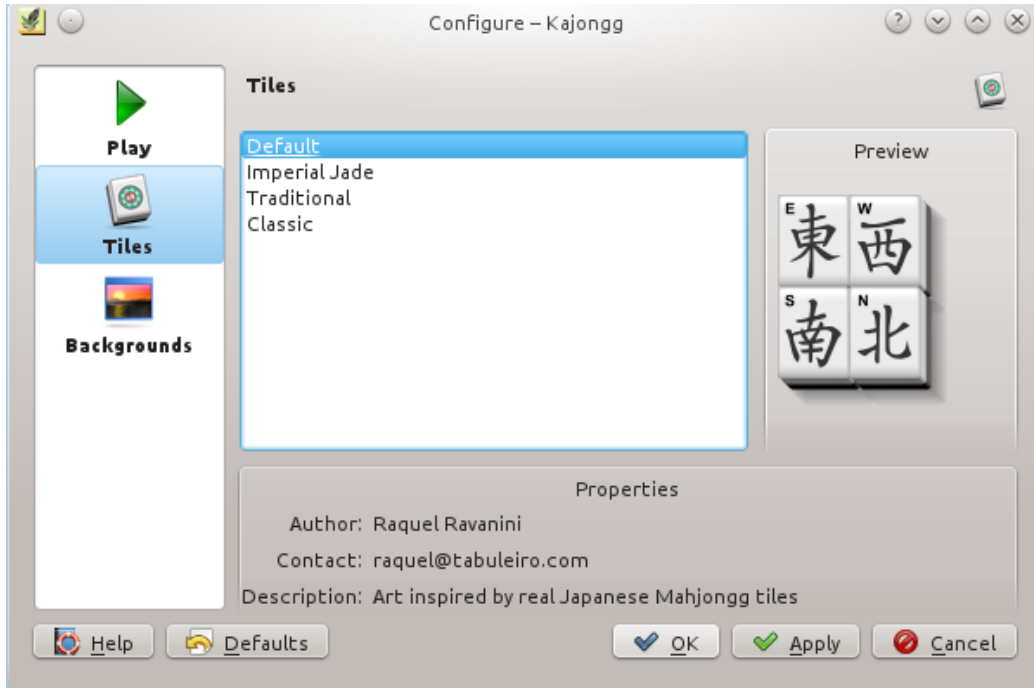 Configure – Kajongg
Play
Tiles
Backgrounds
Tiles
Default
Imperial Jade
Traditional
Classic
Preview
E 東 W 西
S 南 N 北
Properties
Author: Raquel Ravanini
Contact: raquel@tabuleiro.com
Description: Art inspired by real Japanese Mahjongg tiles
Help Defaults OK Apply Cancel